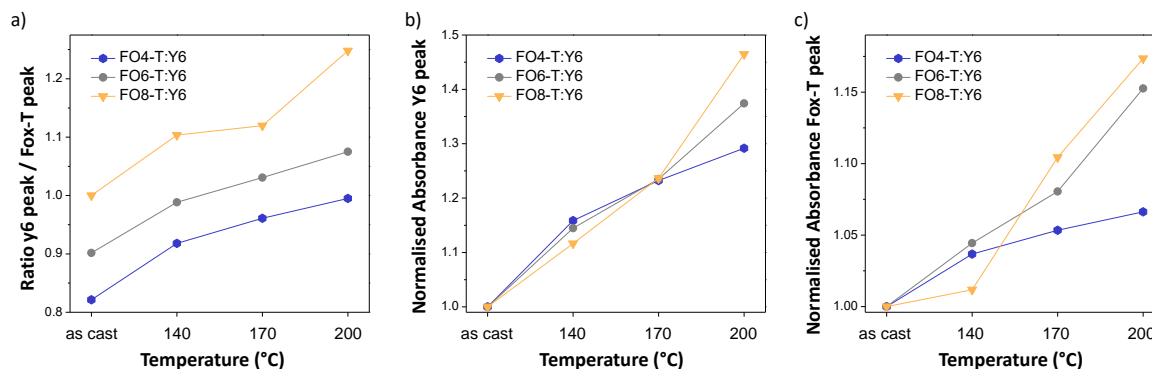 a)
Ratio y6 peak / Fox-T peak
1.2
1.1
1.0
0.9
0.8
FO4-T:Y6
FO6-T:Y6
FO8-T:Y6
as cast 140 170 200
Temperature (°C)
b)
Normalised Absorbance Y6 peak
1.5
1.4
1.3
1.2
1.1
1.0
FO4-T:Y6
FO6-T:Y6
FO8-T:Y6
as cast 140 170 200
Temperature (°C)
c)
Normalised Absorbance Fox-T peak
1.175
1.15
1.10
1.05
1.00
FO4-T:Y6
FO6-T:Y6
FO8-T:Y6
as cast 140 170 200
Temperature (°C)